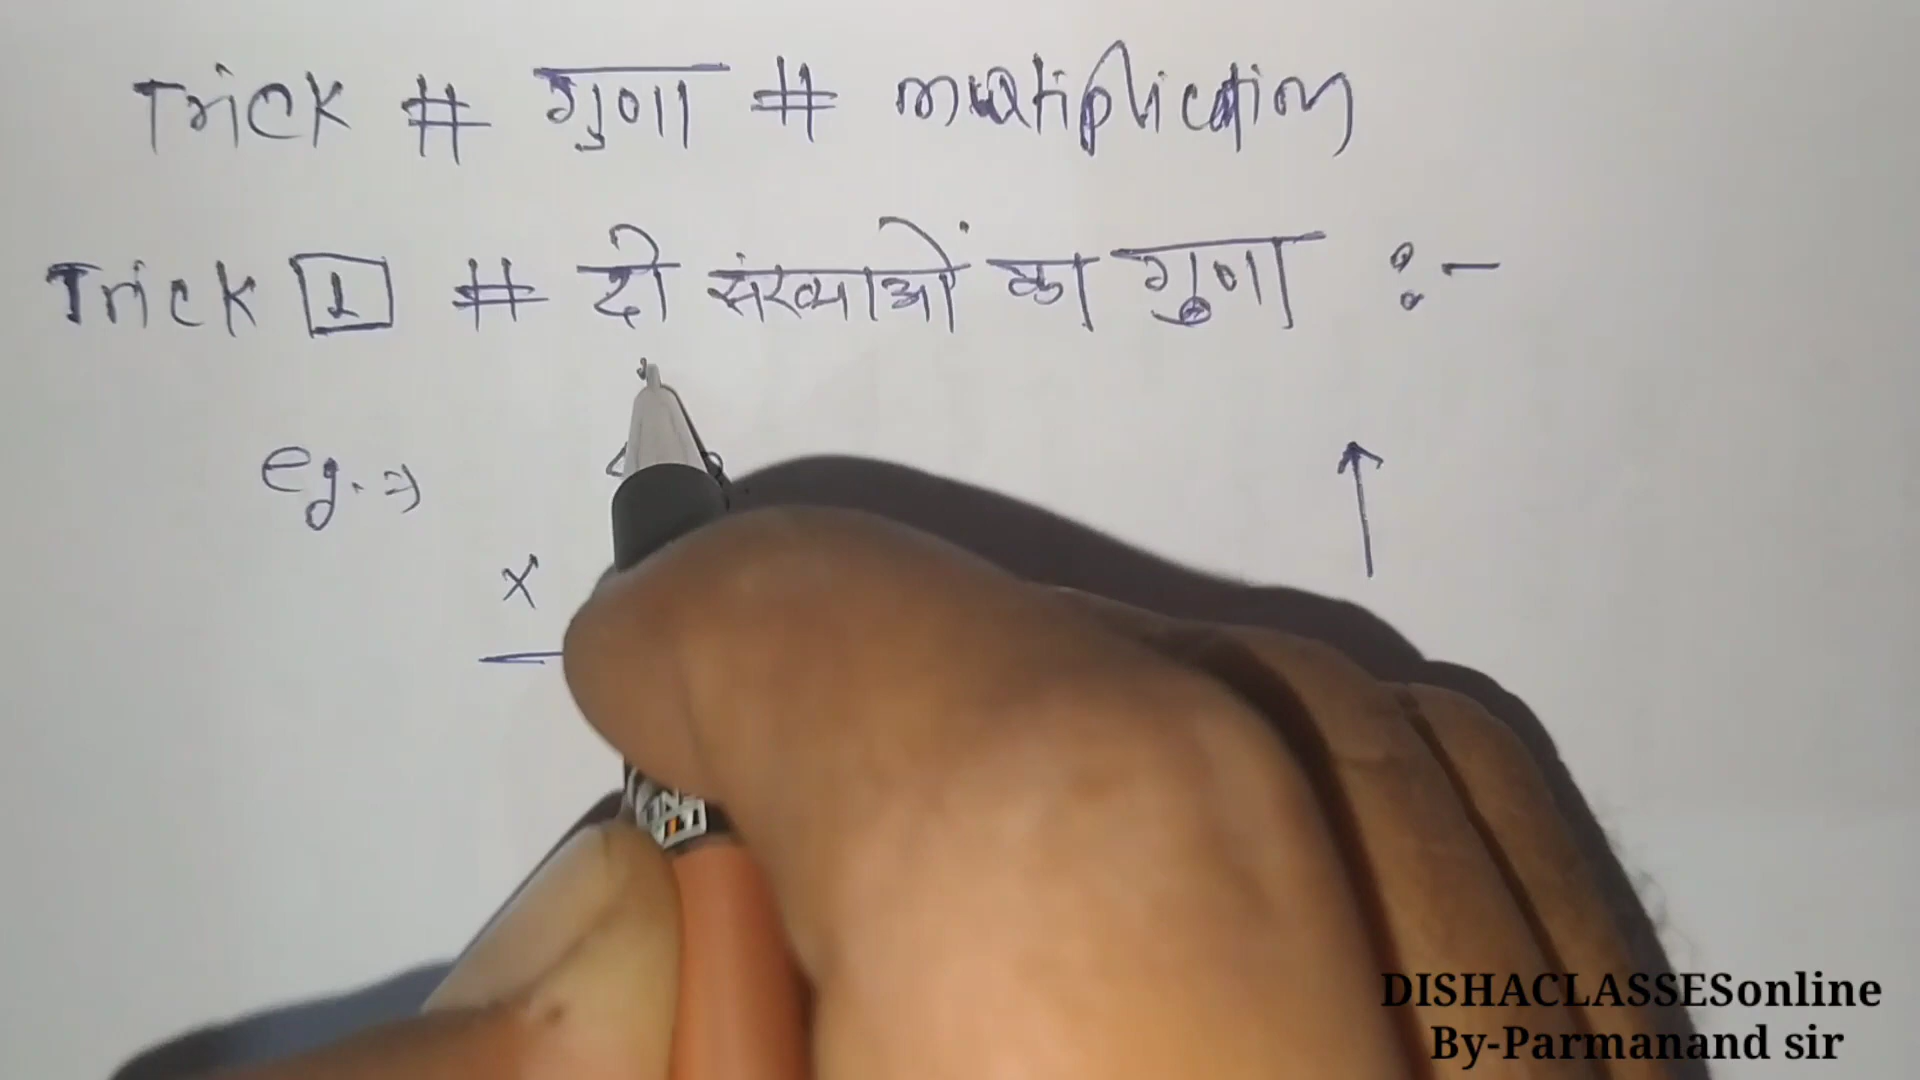 Trick # गुणा # multiplication
Trick 1 # दो संख्याओं का गुणा :-
eg. ⇒
×
DISHACLASSESonline
By-Parmanand sir